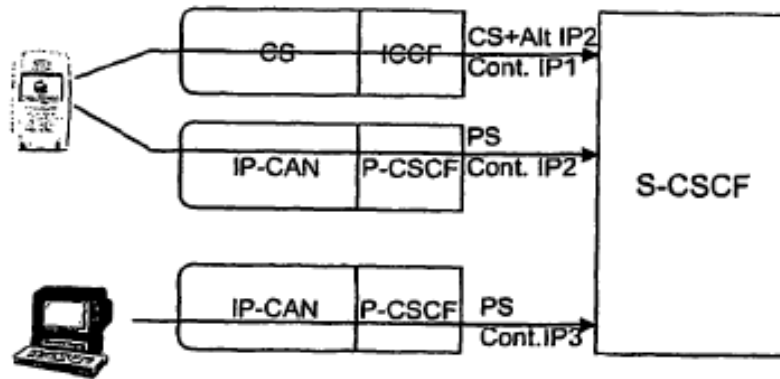 CS ICCF CS+Alt IP2
Cont. IP1
PS
IP-CAN P-CSCF Cont. IP2
S-CSCF
IP-CAN P-CSCF PS
Cont.IP3